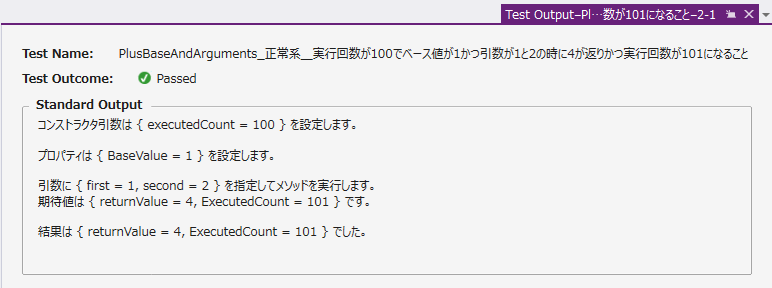 Test Output–Pl…数が101になること–2-1
Test Name: PlusBaseAndArguments_正常系__実行回数が100でベース値が1かつ引数が1と2の時に4が返りかつ実行回数が101になること
Test Outcome: Passed
Standard Output
コンストラクタ引数は { executedCount = 100 } を設定します。
プロパティは { BaseValue = 1 } を設定します。
引数に { first = 1, second = 2 } を指定してメソッドを実行します。
期待値は { returnValue = 4, ExecutedCount = 101 } です。
結果は { returnValue = 4, ExecutedCount = 101 } でした。